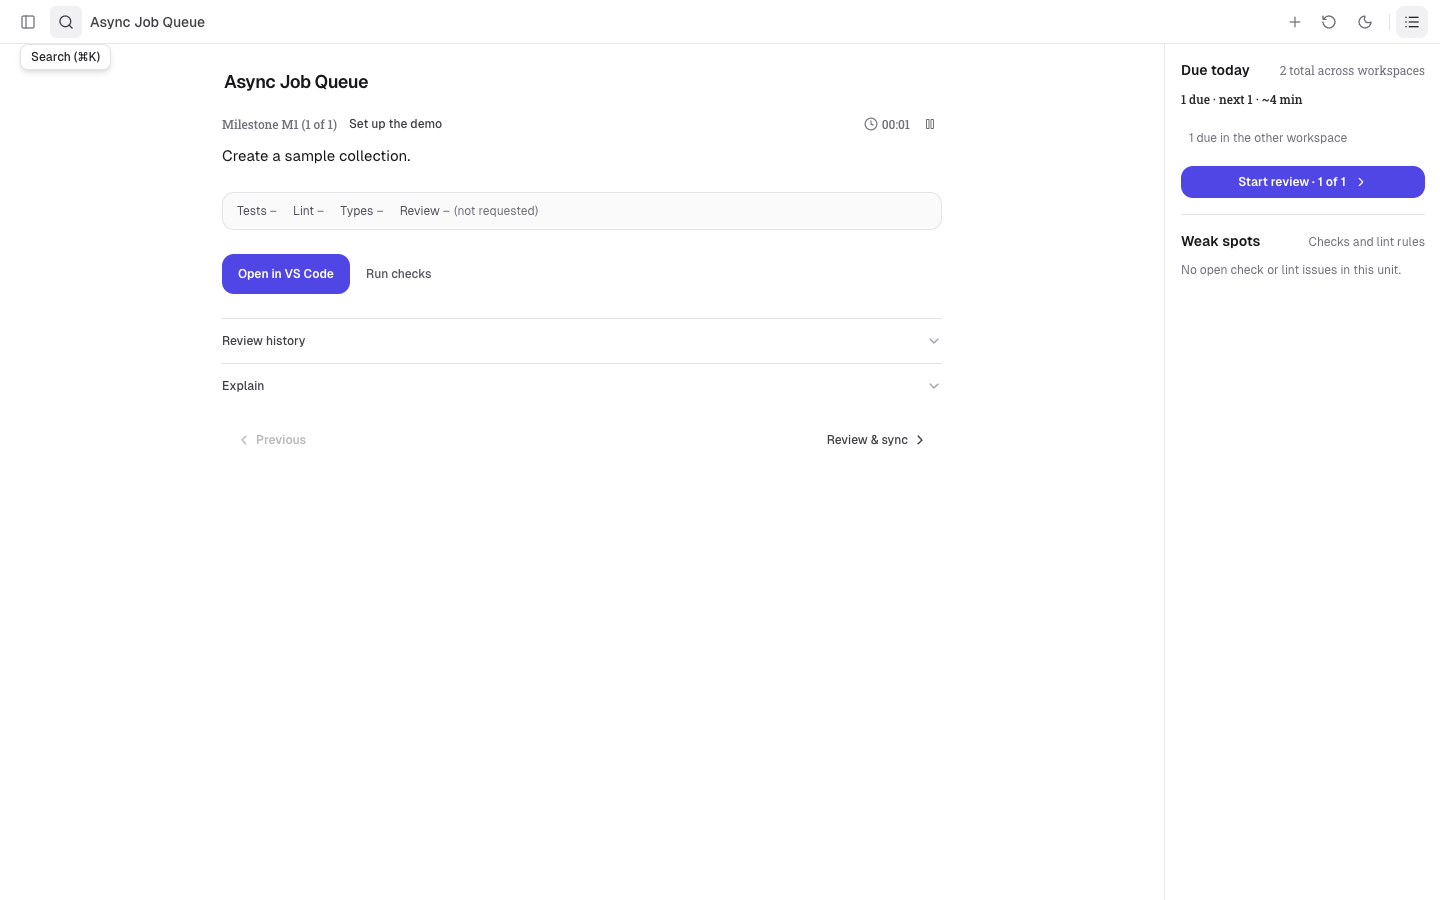 Async Job Queue
Search (⌘K)
Async Job Queue
Milestone M1 (1 of 1) Set up the demo 00:01
Create a sample collection.
Tests – Lint – Types – Review – (not requested)
Open in VS Code Run checks
Review history
Explain
Previous Review & sync
Due today 2 total across workspaces
1 due · next 1 · ~4 min
1 due in the other workspace
Start review · 1 of 1
Weak spots Checks and lint rules
No open check or lint issues in this unit.